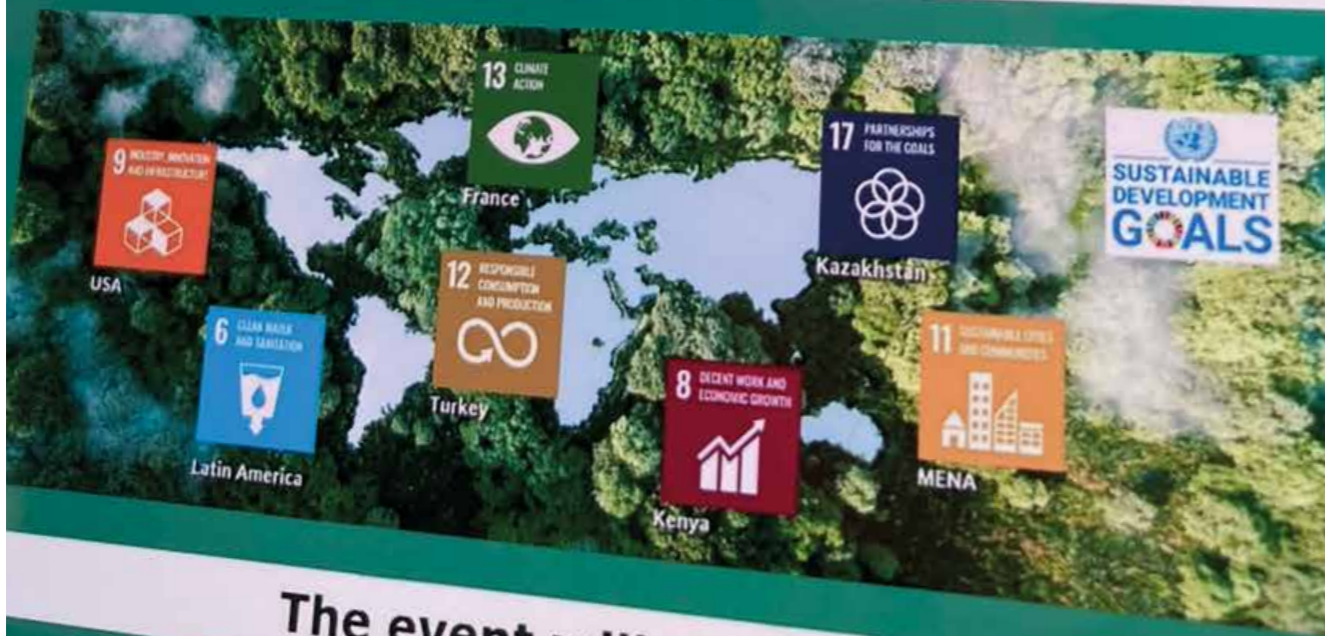 13 CLIMATE
ACTION
France
9 INDUSTRY, INNOVATION
AND INFRASTRUCTURE
USA
17 PARTNERSHIPS
FOR THE GOALS
Kazakhstan
SUSTAINABLE
DEVELOPMENT
GOALS
12 RESPONSIBLE
CONSUMPTION
AND PRODUCTION
Turkey
6 CLEAN WATER
AND SANITATION
Latin America
8 DECENT WORK AND
ECONOMIC GROWTH
Kenya
11 SUSTAINABLE CITIES
AND COMMUNITIES
MENA
The event